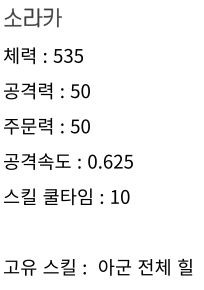 소라카
체력 : 535
공격력 : 50
주문력 : 50
공격속도 : 0.625
스킬 쿨타임 : 10
고유 스킬 :  아군 전체 힐